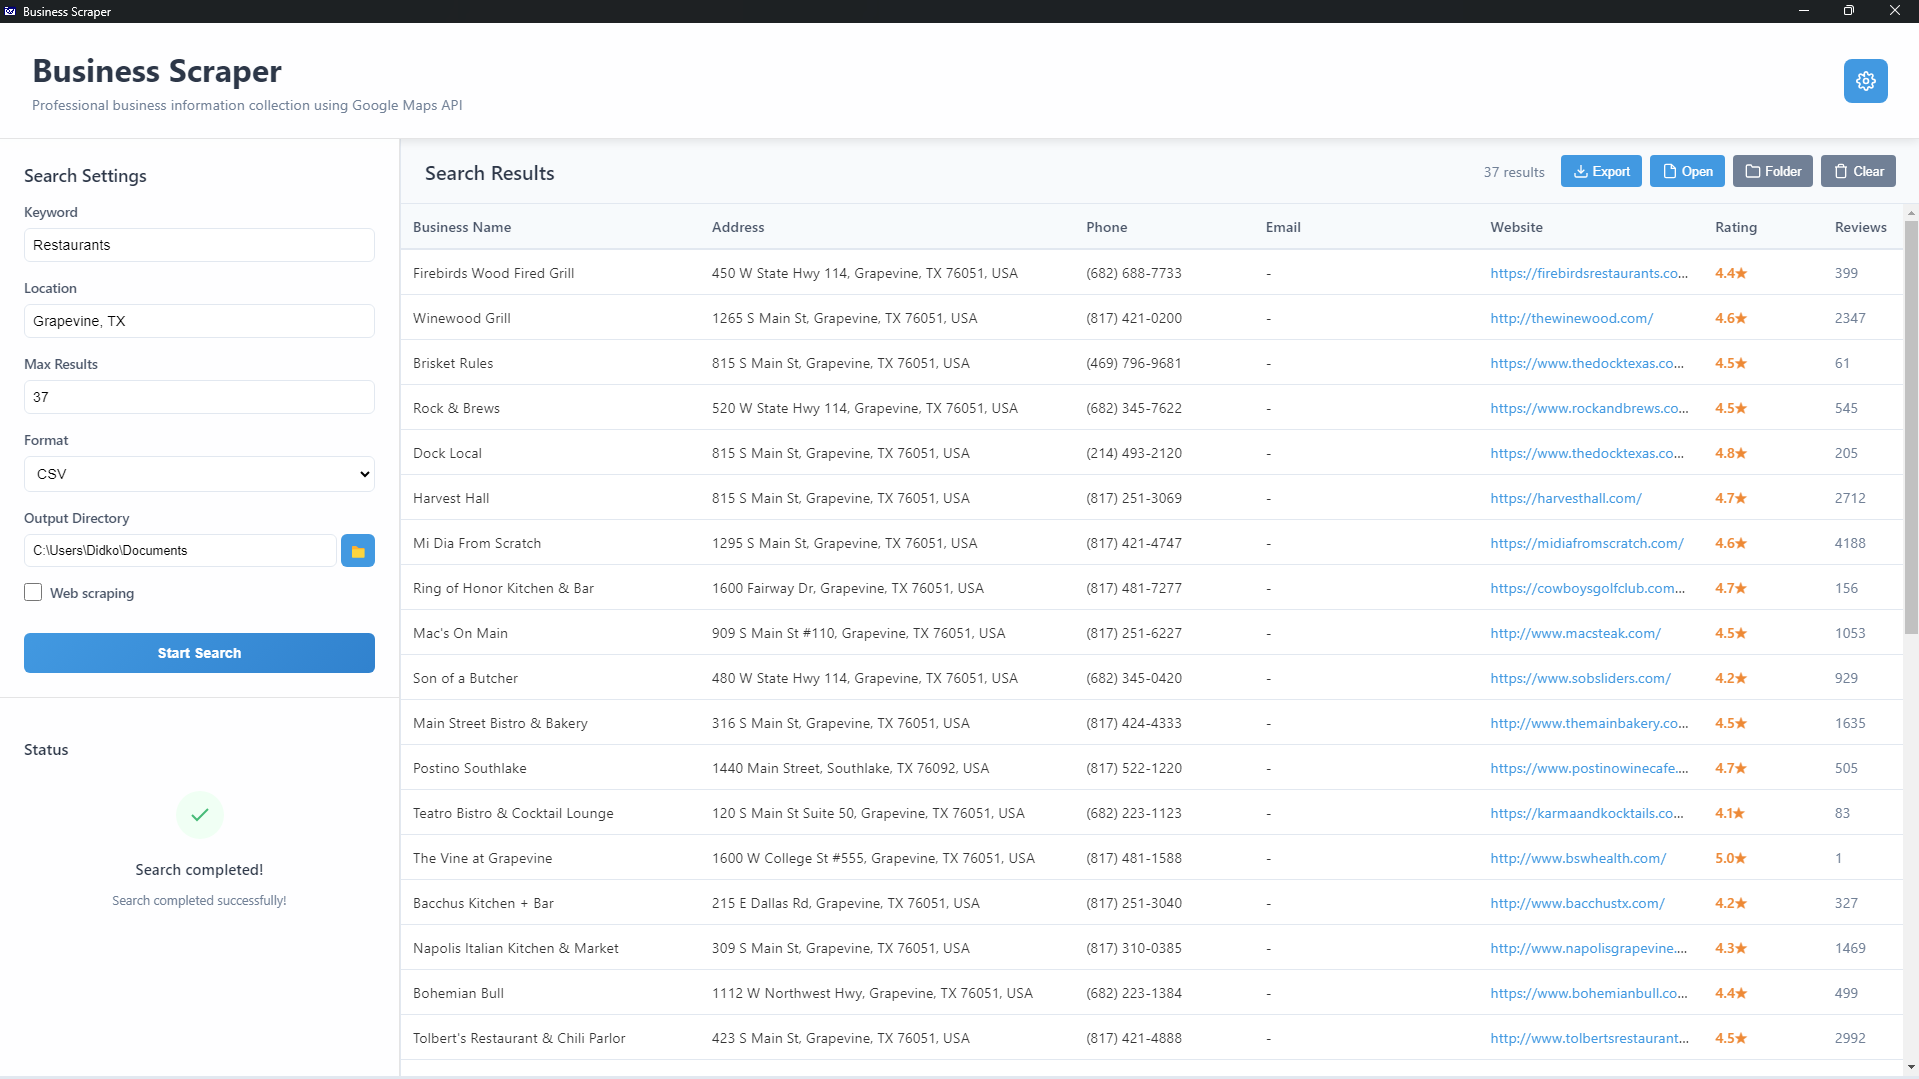 Business Scraper
Business Scraper
Professional business information collection using Google Maps API
Search Settings
Keyword
Restaurants
Location
Grapevine, TX
Max Results
37
Format
CSV
Output Directory
C:\Users\Didko\Documents
Web scraping
Start Search
Status
Search completed!
Search completed successfully!
Search Results
37 results Export Open Folder Clear
Business Name Address Phone Email Website Rating Reviews
Firebirds Wood Fired Grill 450 W State Hwy 114, Grapevine, TX 76051, USA (682) 688-7733 - https://firebirdsrestaurants.co... 4.4★ 399
Winewood Grill 1265 S Main St, Grapevine, TX 76051, USA (817) 421-0200 - http://thewinewood.com/ 4.6★ 2347
Brisket Rules 815 S Main St, Grapevine, TX 76051, USA (469) 796-9681 - https://www.thedocktexas.co... 4.5★ 61
Rock & Brews 520 W State Hwy 114, Grapevine, TX 76051, USA (682) 345-7622 - https://www.rockandbrews.co... 4.5★ 545
Dock Local 815 S Main St, Grapevine, TX 76051, USA (214) 493-2120 - https://www.thedocktexas.co... 4.8★ 205
Harvest Hall 815 S Main St, Grapevine, TX 76051, USA (817) 251-3069 - https://harvesthall.com/ 4.7★ 2712
Mi Dia From Scratch 1295 S Main St, Grapevine, TX 76051, USA (817) 421-4747 - https://midiafromscratch.com/ 4.6★ 4188
Ring of Honor Kitchen & Bar 1600 Fairway Dr, Grapevine, TX 76051, USA (817) 481-7277 - https://cowboysgolfclub.com... 4.7★ 156
Mac's On Main 909 S Main St #110, Grapevine, TX 76051, USA (817) 251-6227 - http://www.macsteak.com/ 4.5★ 1053
Son of a Butcher 480 W State Hwy 114, Grapevine, TX 76051, USA (682) 345-0420 - https://www.sobsliders.com/ 4.2★ 929
Main Street Bistro & Bakery 316 S Main St, Grapevine, TX 76051, USA (817) 424-4333 - http://www.themainbakery.co... 4.5★ 1635
Postino Southlake 1440 Main Street, Southlake, TX 76092, USA (817) 522-1220 - https://www.postinowinecafe.... 4.7★ 505
Teatro Bistro & Cocktail Lounge 120 S Main St Suite 50, Grapevine, TX 76051, USA (682) 223-1123 - https://karmaandkocktails.co... 4.1★ 83
The Vine at Grapevine 1600 W College St #555, Grapevine, TX 76051, USA (817) 481-1588 - http://www.bswhealth.com/ 5.0★ 1
Bacchus Kitchen + Bar 215 E Dallas Rd, Grapevine, TX 76051, USA (817) 251-3040 - http://www.bacchustx.com/ 4.2★ 327
Napolis Italian Kitchen & Market 309 S Main St, Grapevine, TX 76051, USA (817) 310-0385 - http://www.napolisgrapevine.... 4.3★ 1469
Bohemian Bull 1112 W Northwest Hwy, Grapevine, TX 76051, USA (682) 223-1384 - https://www.bohemianbull.co... 4.4★ 499
Tolbert's Restaurant & Chili Parlor 423 S Main St, Grapevine, TX 76051, USA (817) 421-4888 - http://www.tolbertsrestaurant... 4.5★ 2992